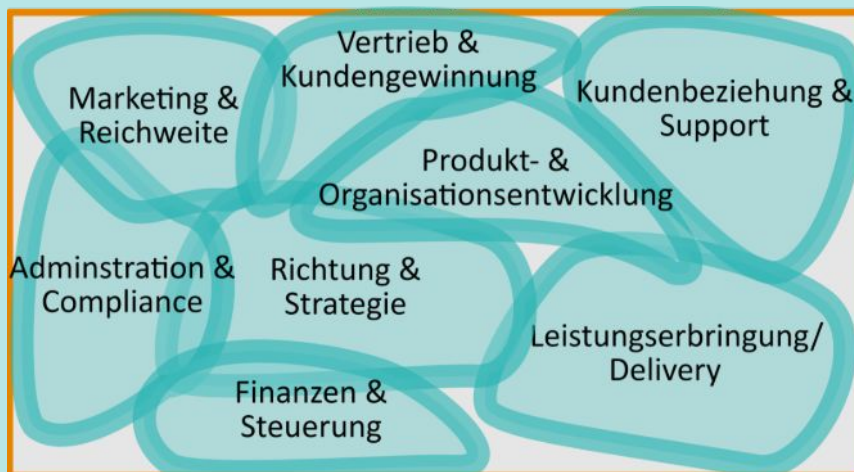 Vertrieb &
Kundengewinnung
Marketing &
Reichweite
Kundenbeziehung &
Support
Produkt- &
Organisationsentwicklung
Adminstration &
Compliance
Richtung &
Strategie
Leistungserbringung/
Delivery
Finanzen &
Steuerung